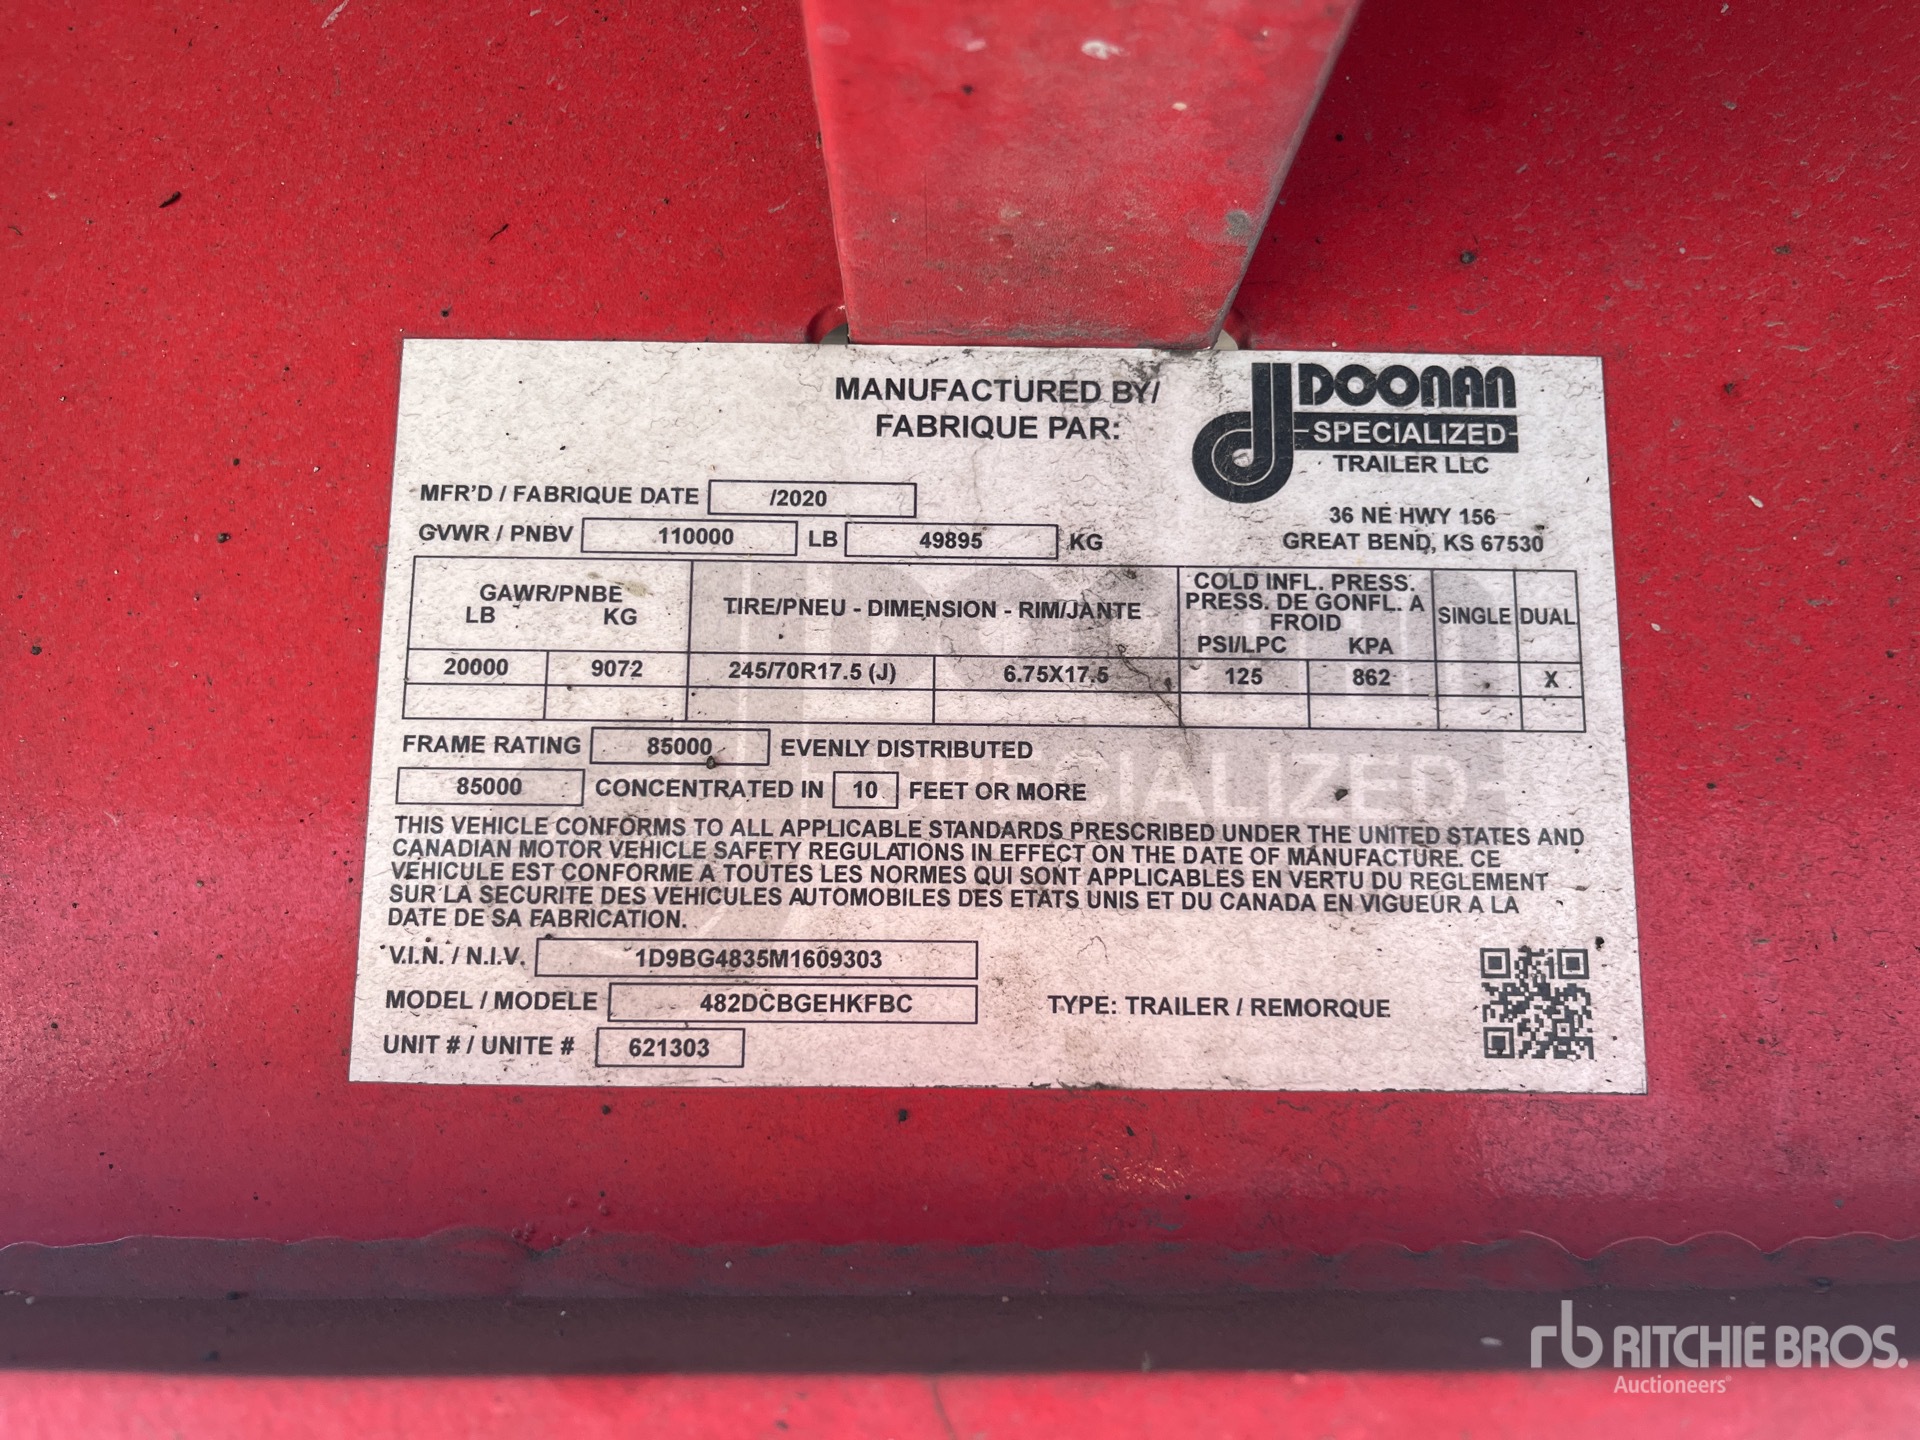 MANUFACTURED BY/
FABRIQUE PAR:
DOONAN
SPECIALIZED
TRAILER LLC
36 NE HWY 156
GREAT BEND, KS 67530
MFR'D / FABRIQUE DATE /2020
GVWR / PNBV 110000 LB 49895 KG
GAWR/PNBE
LB KG
TIRE/PNEU - DIMENSION - RIM/JANTE
COLD INFL. PRESS.
PRESS. DE GONFL. A
FROID
PSI/LPC KPA
SINGLE DUAL
20000 9072 245/70R17.5 (J) 6.75X17.5 125 862 X
FRAME RATING 85000 EVENLY DISTRIBUTED
85000 CONCENTRATED IN 10 FEET OR MORE
THIS VEHICLE CONFORMS TO ALL APPLICABLE STANDARDS PRESCRIBED UNDER THE UNITED STATES AND
CANADIAN MOTOR VEHICLE SAFETY REGULATIONS IN EFFECT ON THE DATE OF MANUFACTURE. CE
VEHICULE EST CONFORME A TOUTES LES NORMES QUI SONT APPLICABLES EN VERTU DU REGLEMENT
SUR LA SECURITE DES VEHICULES AUTOMOBILES DES ETATS UNIS ET DU CANADA EN VIGUEUR A LA
DATE DE SA FABRICATION.
V.I.N. / N.I.V. 1D9BG4835M1609303
MODEL / MODELE 482DCBGEHKFBC TYPE: TRAILER / REMORQUE
UNIT # / UNITE # 621303
rb RITCHIE BROS.
Auctioneers